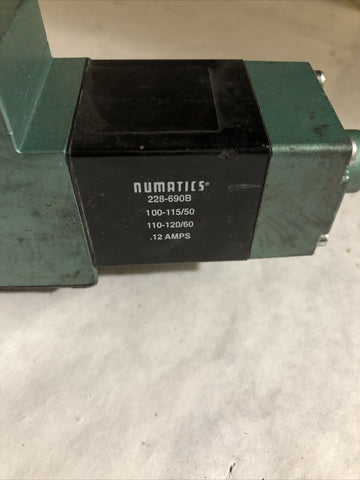 NUMATICS®
228-690B
100-115/50
110-120/60
.12 AMPS